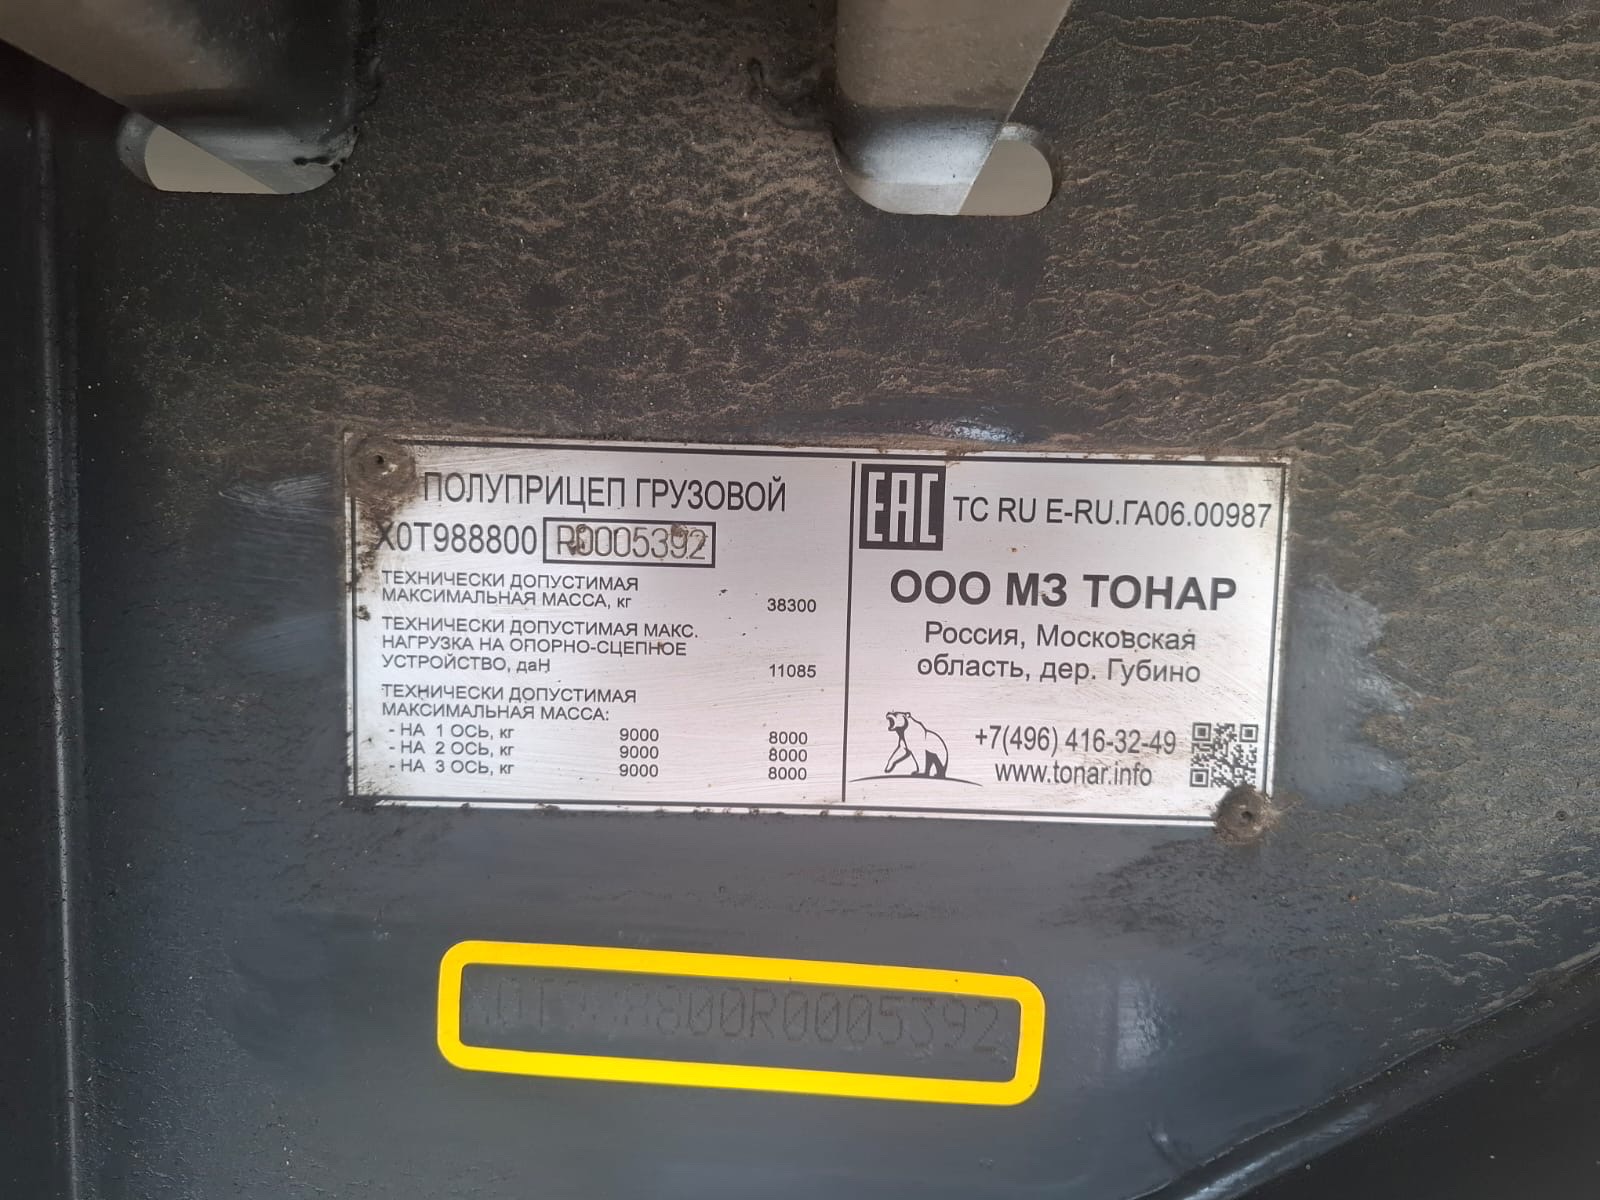 ПОЛУПРИЦЕП ГРУЗОВОЙ
X0T988800 R0005392
ТЕХНИЧЕСКИ ДОПУСТИМАЯ
МАКСИМАЛЬНАЯ МАССА, кг 38300
ТЕХНИЧЕСКИ ДОПУСТИМАЯ МАКС.
НАГРУЗКА НА ОПОРНО-СЦЕПНОЕ
УСТРОЙСТВО, даН 11085
ТЕХНИЧЕСКИ ДОПУСТИМАЯ
МАКСИМАЛЬНАЯ МАССА:
- НА 1 ОСЬ, кг 9000 8000
- НА 2 ОСЬ, кг 9000 8000
- НА 3 ОСЬ, кг 9000 8000
EAC ТС RU E-RU.ГА06.00987
ООО МЗ ТОНАР
Россия, Московская
область, дер. Губино
+7(496) 416-32-49
www.tonar.info
X0T988800R0005392